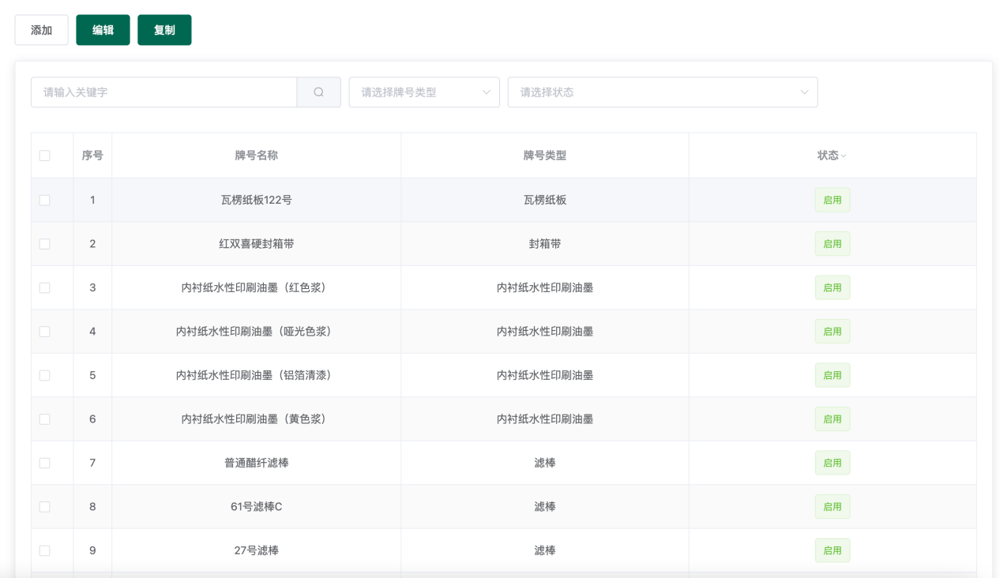 添加 编辑 复制
请输入关键字 请选择牌号类型 请选择状态
序号 牌号名称 牌号类型 状态
1 瓦楞纸板122号 瓦楞纸板 启用
2 红双喜硬封箱带 封箱带 启用
3 内衬纸水性印刷油墨（红色浆） 内衬纸水性印刷油墨 启用
4 内衬纸水性印刷油墨（哑光色浆） 内衬纸水性印刷油墨 启用
5 内衬纸水性印刷油墨（铝箔清漆） 内衬纸水性印刷油墨 启用
6 内衬纸水性印刷油墨（黄色浆） 内衬纸水性印刷油墨 启用
7 普通醋纤滤棒 滤棒 启用
8 61号滤棒C 滤棒 启用
9 27号滤棒 滤棒 启用